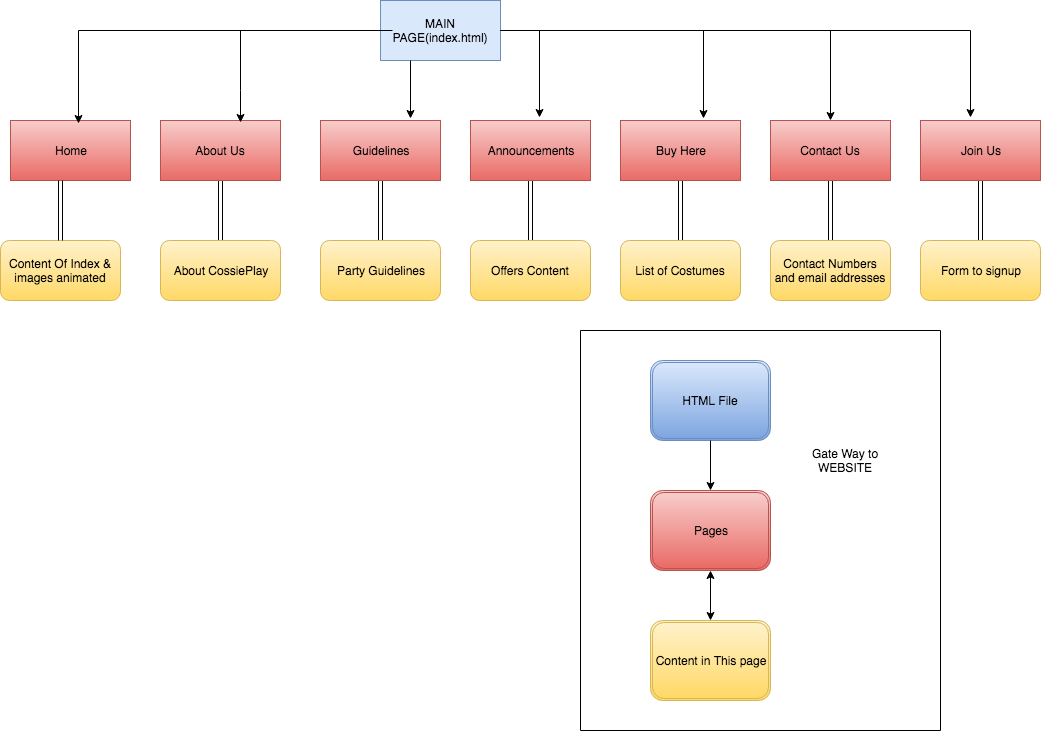 MAIN
PAGE(index.html)
Home
About Us
Guidelines
Announcements
Buy Here
Contact Us
Join Us
Content Of Index &
images animated
About CossiePlay
Party Guidelines
Offers Content
List of Costumes
Contact Numbers
and email addresses
Form to signup
HTML File
Gate Way to
WEBSITE
Pages
Content in This page